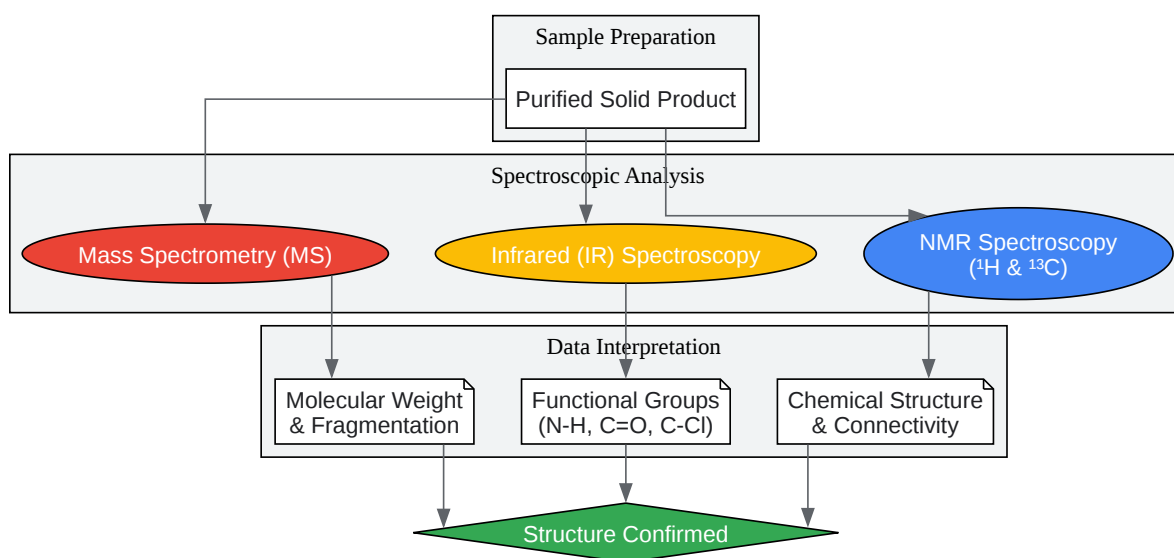 Sample Preparation
Purified Solid Product
Spectroscopic Analysis
Mass Spectrometry (MS)
Infrared (IR) Spectroscopy
NMR Spectroscopy
(¹H & ¹³C)
Data Interpretation
Molecular Weight
& Fragmentation
Functional Groups
(N-H, C=O, C-Cl)
Chemical Structure
& Connectivity
Structure Confirmed